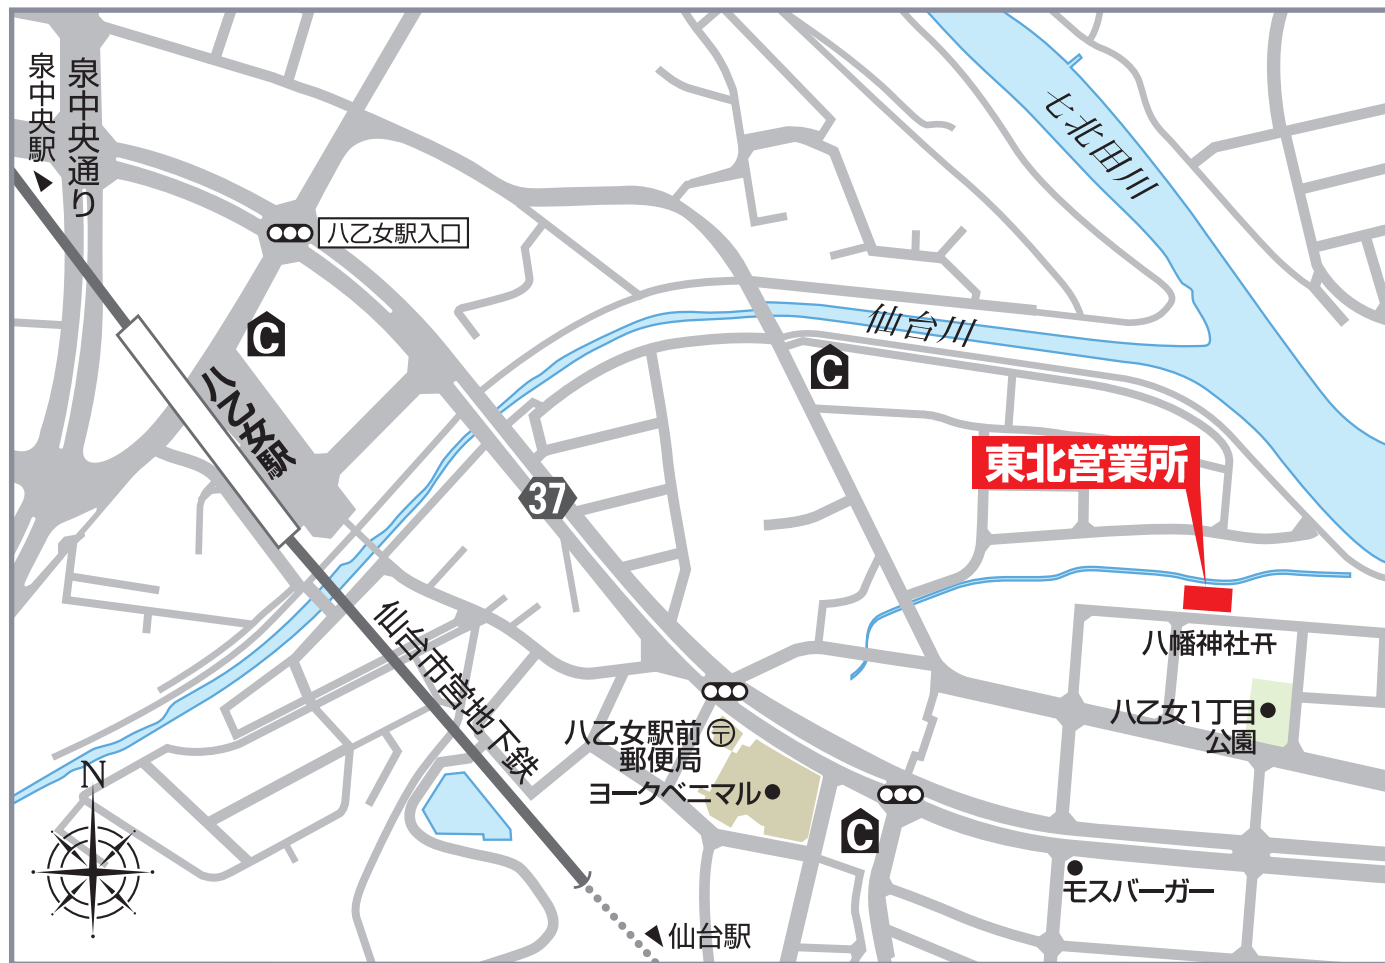 泉中央駅
泉中央通り
七北田川
八乙女駅入口
C
仙台川
C
八乙女駅
東北営業所
37
仙台市営地下鉄
八幡神社
八乙女1丁目
公園
八乙女駅前
郵便局
ヨークベニマル
N
C
モスバーガー
仙台駅